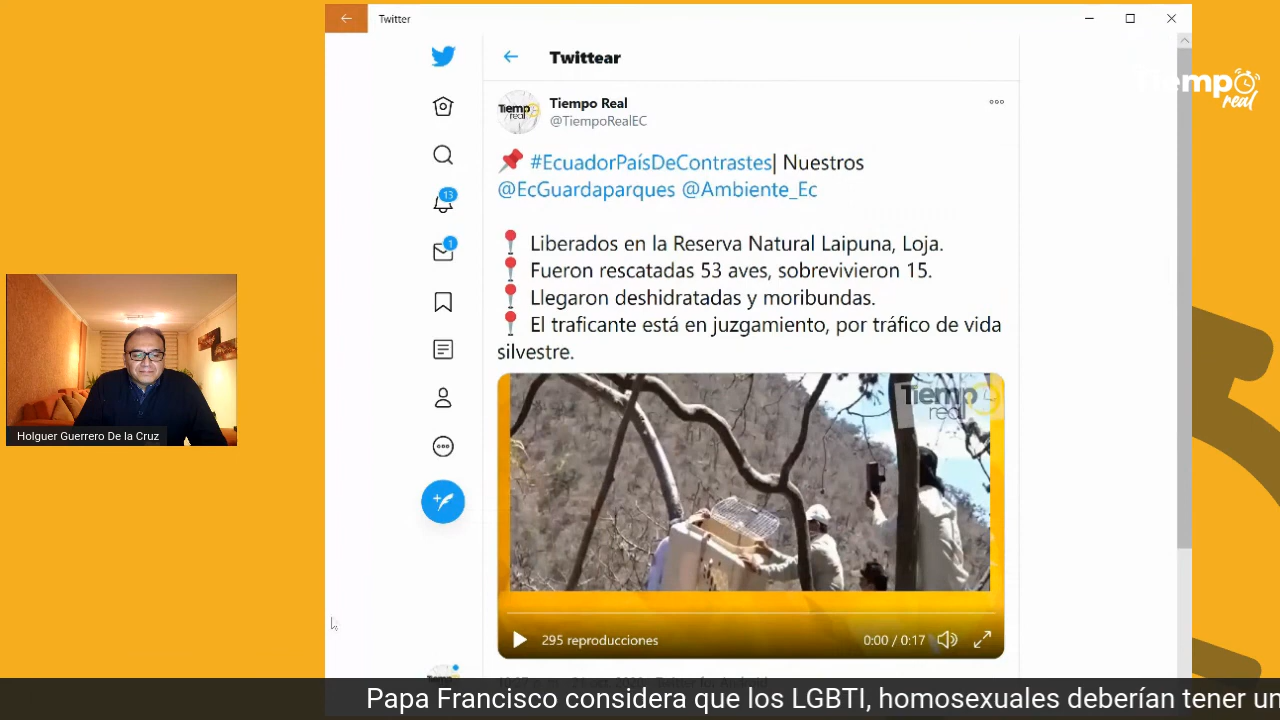 Twitter
Tiempo
real
Twittear
Tiempo Real
@TiempoRealEC
#EcuadorPaísDeContrastes| Nuestros
@EcGuardaparques @Ambiente_Ec
13
1
Liberados en la Reserva Natural Laipuna, Loja.
Fueron rescatadas 53 aves, sobrevivieron 15.
Llegaron deshidratadas y moribundas.
El traficante está en juzgamiento, por tráfico de vida
silvestre.
Tiempo
real
Holguer Guerrero De la Cruz
295 reproducciones
0:00 / 0:17
Papa Francisco considera que los LGBTI, homosexuales deberían tener un